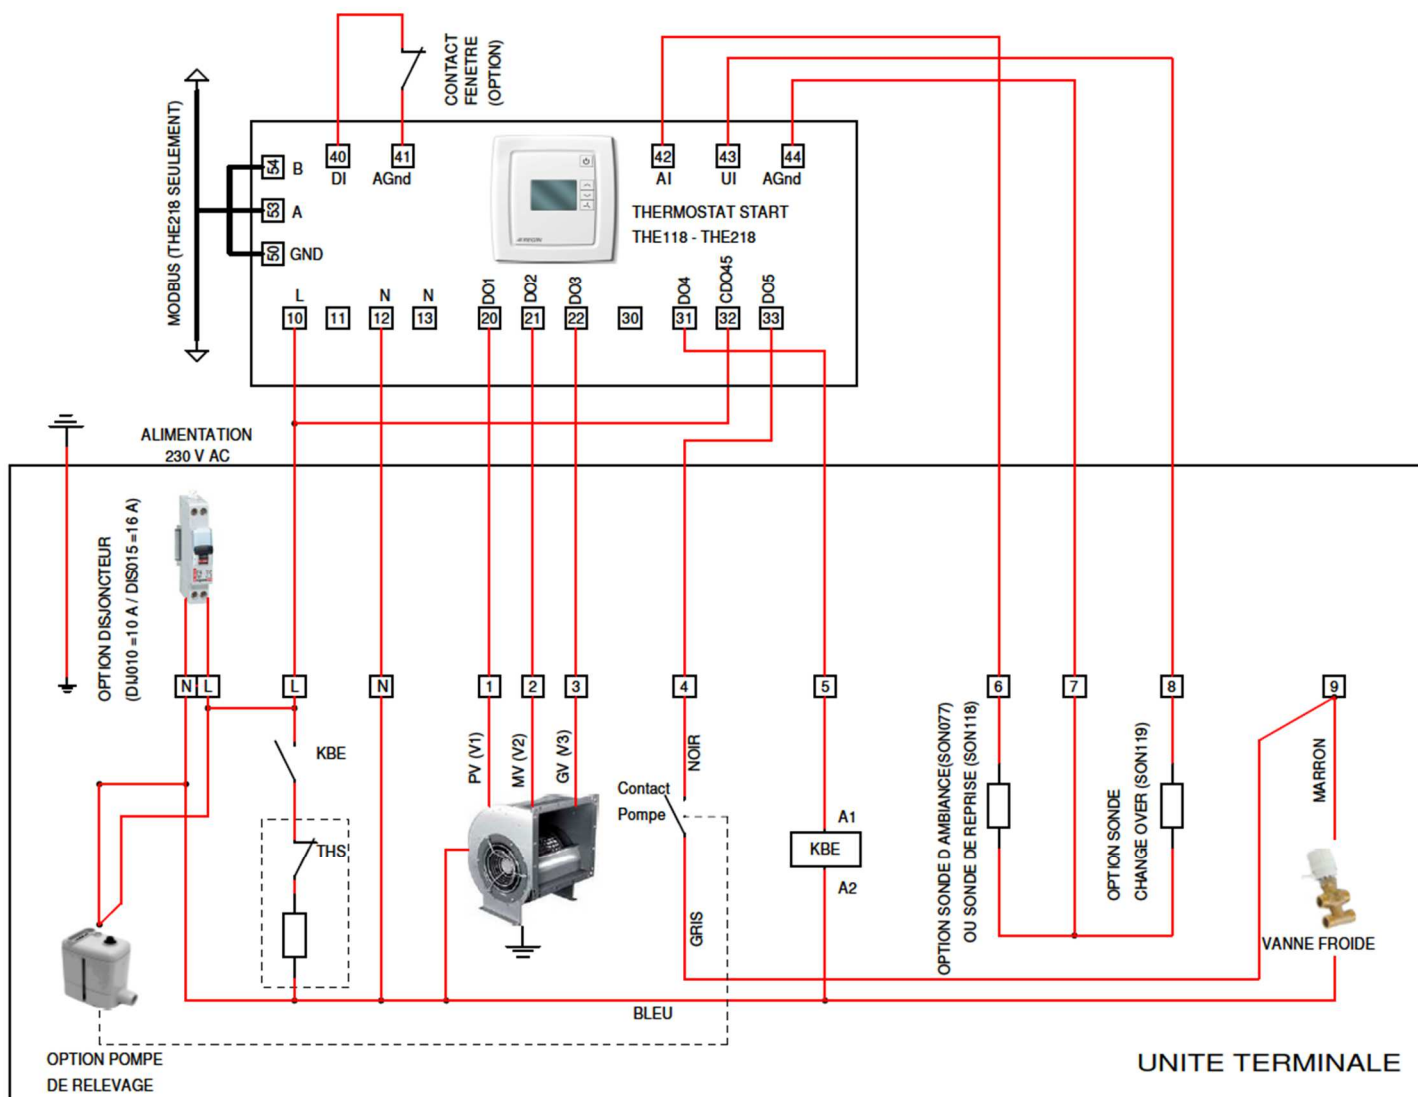 CONTACT
FENETRE
(OPTION)
MODBUS (THE218 SEULEMENT)
54 B
53 A
50 GND
40
DI
41
AGnd
42
AI
43
UI
44
AGnd
THERMOSTAT START
THE118 - THE218
L
N
N
DO1
DO2
DO3
DO4
CDO45
DO5
10
11
12
13
20
21
22
30
31
32
33
ALIMENTATION
230 V AC
OPTION DISJONCTEUR
(DIJ010 =10 A / DIS015 =16 A)
N
L
L
N
1
2
3
4
5
6
7
8
9
KBE
THS
PV (V1)
MV (V2)
GV (V3)
NOIR
Contact
Pompe
GRIS
A1
KBE
A2
OPTION SONDE D AMBIANCE(SON077)
OU SONDE DE REPRISE (SON118)
OPTION SONDE
CHANGE OVER (SON119)
MARRON
VANNE FROIDE
BLEU
OPTION POMPE
DE RELEVAGE
UNITE TERMINALE